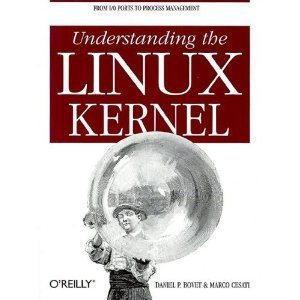 FROM I/O PORTS TO PROCESS MANAGEMENT
Understanding the
LINUX
KERNEL
O'REILLY®
DANIEL P. BOVET & MARCO CESATI